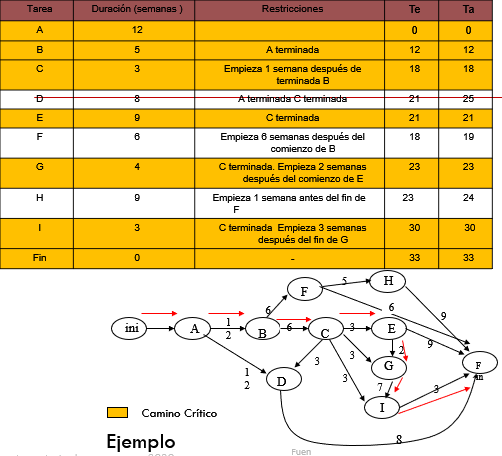 Tarea Duración (semanas ) Restricciones Te Ta
A 12 0 0
B 5 A terminada 12 12
C 3 Empieza 1 semana después de 18 18
terminada B
D 8 A terminada C terminada 21 25
E 9 C terminada 21 21
F 6 Empieza 6 semanas después del 18 19
comienzo de B
G 4 C terminada. Empieza 2 semanas 23 23
después del comienzo de E
H 9 Empieza 1 semana antes del fin de 23 24
F
I 3 C terminada Empieza 3 semanas 30 30
después del fin de G
Fin 0 - 33 33
5 H
F
6 6 9
ini A 1 B 6 C 3 E
2 9
3 2 F
in
3 G
1 D 3 7
2 I 3
8
Camino Crítico
Ejemplo
Fuen